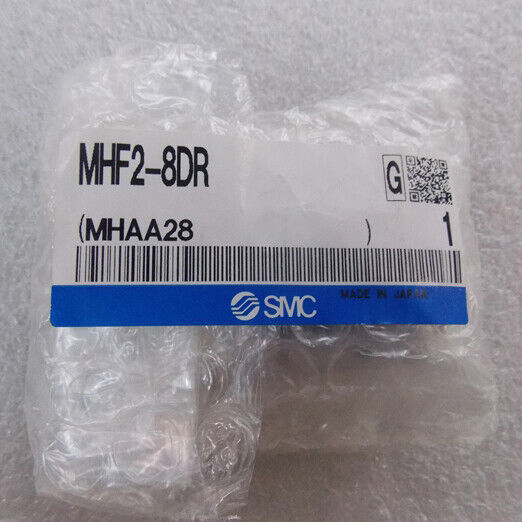 MHF2-8DR
G
(MHAA28 ) 1
SMC
MADE IN JAPAN